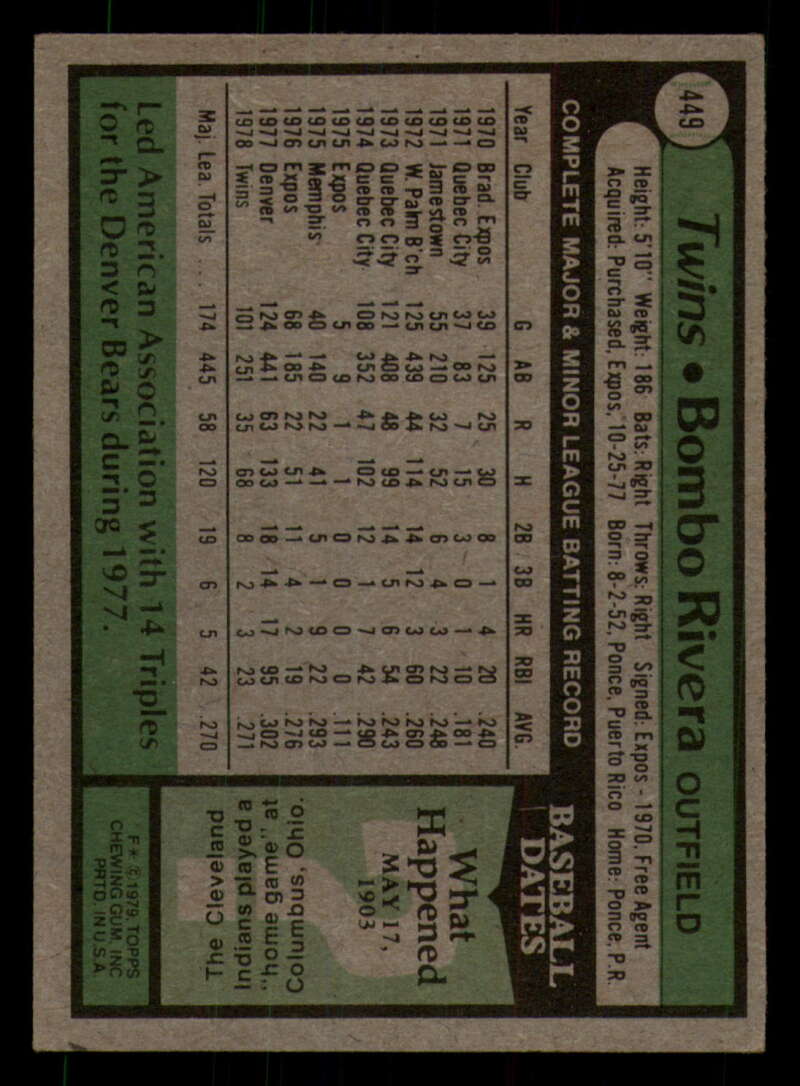 449
Twins • Bombo Rivera OUTFIELD
Height: 5'10" Weight: 186 Bats: Right Throws: Right Signed: Expos - 1970, Free Agent
Acquired: Purchased, Expos, 10-25-77 Born: 8-2-52, Ponce, Puerto Rico Home: Ponce, P.R.
COMPLETE MAJOR & MINOR LEAGUE BATTING RECORD
Year Club G AB R H 2B 3B HR RBI AVG.
1970 Brad. Expos 39 125 25 30 8 1 4 20 .240
1971 Quebec City 37 83 7 15 3 0 1 10 .181
1971 Jamestown 55 210 32 52 6 4 3 22 .248
1972 W. Palm B'ch 125 439 44 114 14 12 3 60 .260
1973 Quebec City 121 408 48 99 14 5 6 54 .243
1974 Quebec City 108 352 47 102 12 1 7 42 .290
1975 Expos 5 9 1 1 0 0 0 0 .111
1975 Memphis 40 140 22 41 5 1 9 22 .293
1976 Expos 68 185 22 51 11 4 2 19 .276
1977 Denver 124 441 63 133 18 14 17 95 .302
1978 Twins 101 251 35 68 8 2 3 23 .271
Maj. Lea. Totals .... 174 445 58 120 19 6 5 42 .270
Led American Association with 14 Triples
for the Denver Bears during 1977.
BASEBALL
DATES
What
Happened
MAY 17,
1903
The Cleveland
Indians played a
"home game" at
Columbus, Ohio.
F* © 1979 TOPPS
CHEWING GUM, INC
PRTD. IN U.S.A